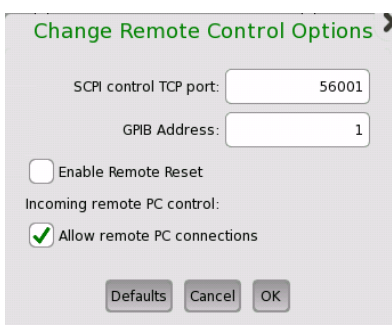 Change Remote Control Options
SCPI control TCP port: 56001
GPIB Address: 1
Enable Remote Reset
Incoming remote PC control:
Allow remote PC connections
Defaults Cancel OK